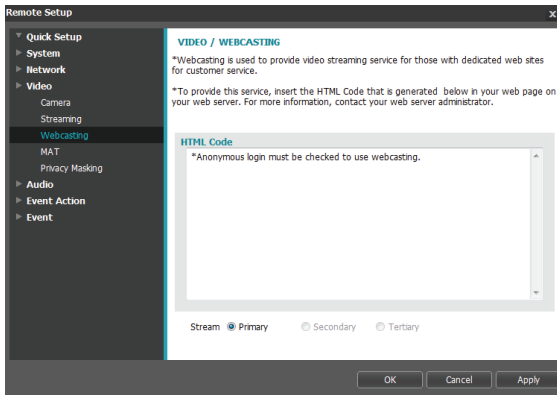 Remote Setup
x
Quick Setup
System
Network
Video
Camera
Streaming
Webcasting
MAT
Privacy Masking
Audio
Event Action
Event
VIDEO / WEBCASTING
*Webcasting is used to provide video streaming service for those with dedicated web sites
for customer service.
*To provide this service, insert the HTML Code that is generated below in your web page on
your web server. For more information, contact your web server administrator.
HTML Code
*Anonymous login must be checked to use webcasting.
Stream Primary Secondary Tertiary
OK Cancel Apply